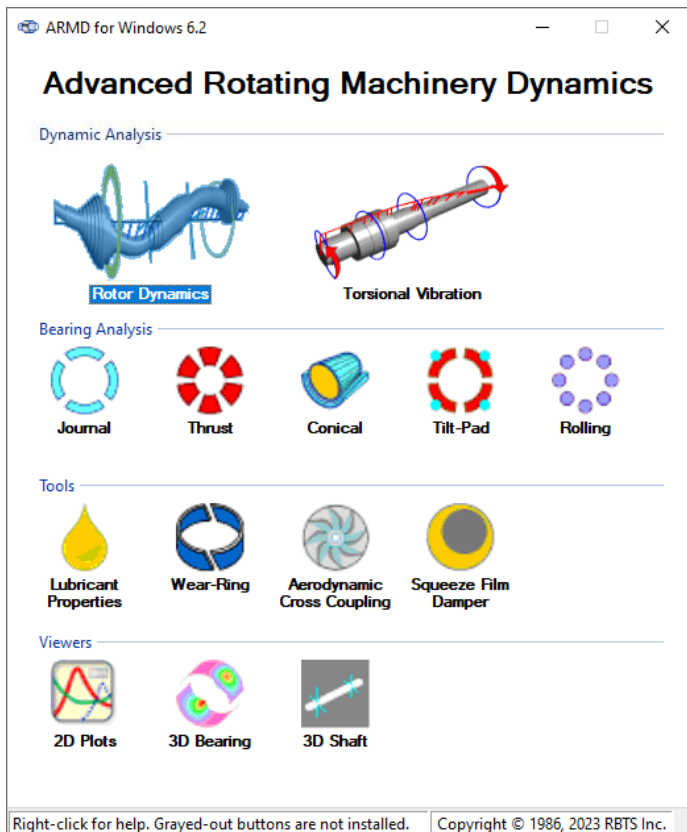 ARMD for Windows 6.2
Advanced Rotating Machinery Dynamics
Dynamic Analysis
Rotor Dynamics
Torsional Vibration
Bearing Analysis
Journal
Thrust
Conical
Tilt-Pad
Rolling
Tools
Lubricant
Properties
Wear-Ring
Aerodynamic
Cross Coupling
Squeeze Film
Damper
Viewers
2D Plots
3D Bearing
3D Shaft
Right-click for help. Grayed-out buttons are not installed.
Copyright © 1986, 2023 RBTS Inc.